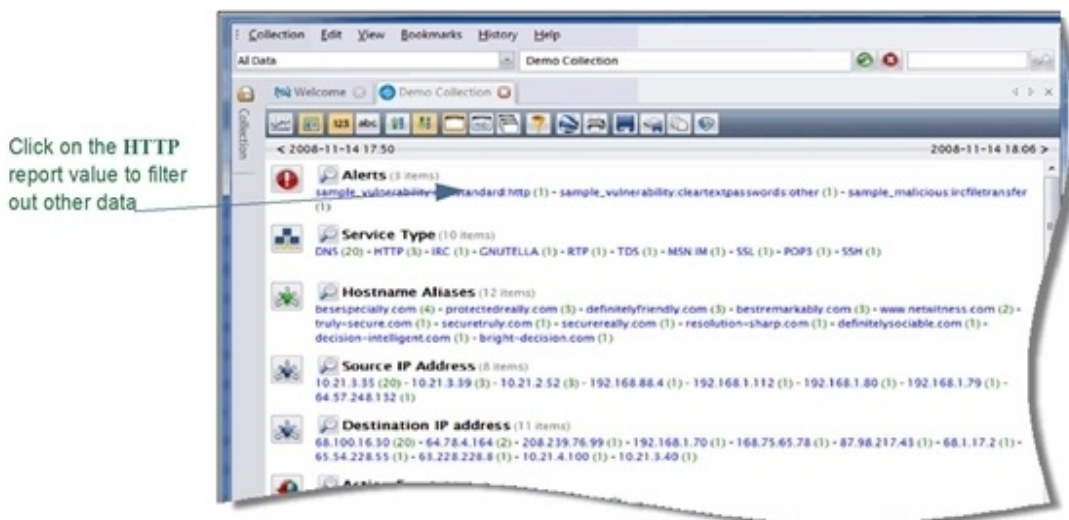 Collection Edit View Bookmarks History Help
All Data Demo Collection
Welcome Demo Collection
Collection
123 abc
< 2008-11-14 17:50 2008-11-14 18:06 >
Click on the HTTP
report value to filter
out other data
Alerts (3 items)
sample_vulnerability standard:http (1) - sample_vulnerability:cleartextpasswords:other (1) - sample_malicious:ircfiletransfer
(1)
Service Type (10 items)
DNS (20) - HTTP (3) - IRC (1) - GNUTELLA (1) - RTP (1) - TDS (1) - MSN IM (1) - SSL (1) - POP3 (1) - SSH (1)
Hostname Aliases (12 items)
besespecially.com (4) - protectedreally.com (3) - definitelyfriendly.com (3) - bestremarkably.com (3) - www.netwitness.com (2) -
truly-secure.com (1) - securetruly.com (1) - securereally.com (1) - resolution-sharp.com (1) - definitelysociable.com (1) -
decision-intelligent.com (1) - bright-decision.com (1)
Source IP Address (8 items)
10.21.3.35 (20) - 10.21.3.39 (3) - 10.21.2.52 (3) - 192.168.88.4 (1) - 192.168.1.112 (1) - 192.168.1.80 (1) - 192.168.1.79 (1) -
64.57.248.132 (1)
Destination IP address (11 items)
68.100.16.30 (20) - 64.78.4.164 (2) - 208.239.76.99 (1) - 192.168.1.70 (1) - 168.75.65.78 (1) - 87.98.217.43 (1) - 68.1.17.2 (1) -
65.54.228.55 (1) - 63.228.228.8 (1) - 10.21.4.100 (1) - 10.21.3.40 (1)
Action